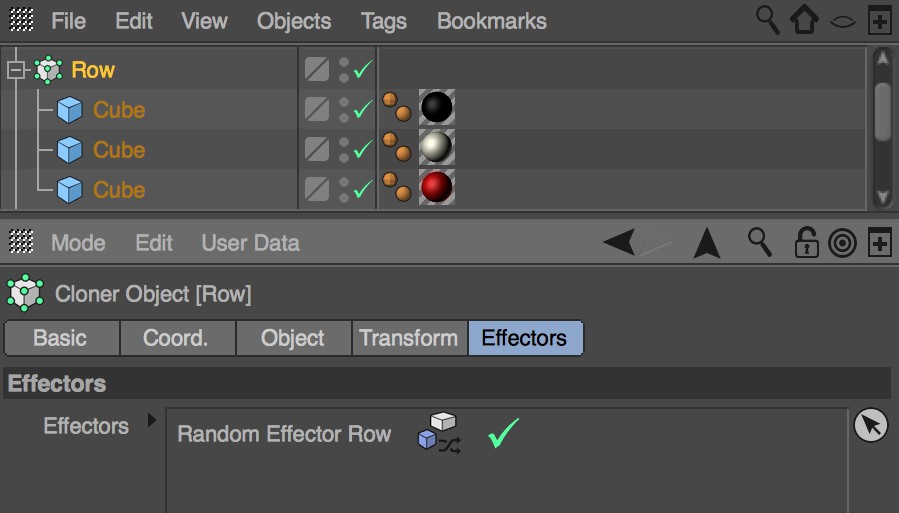 File Edit View Objects Tags Bookmarks
Row
Cube
Cube
Cube
Mode Edit User Data
Cloner Object [Row]
Basic Coord. Object Transform Effectors
Effectors
Effectors Random Effector Row